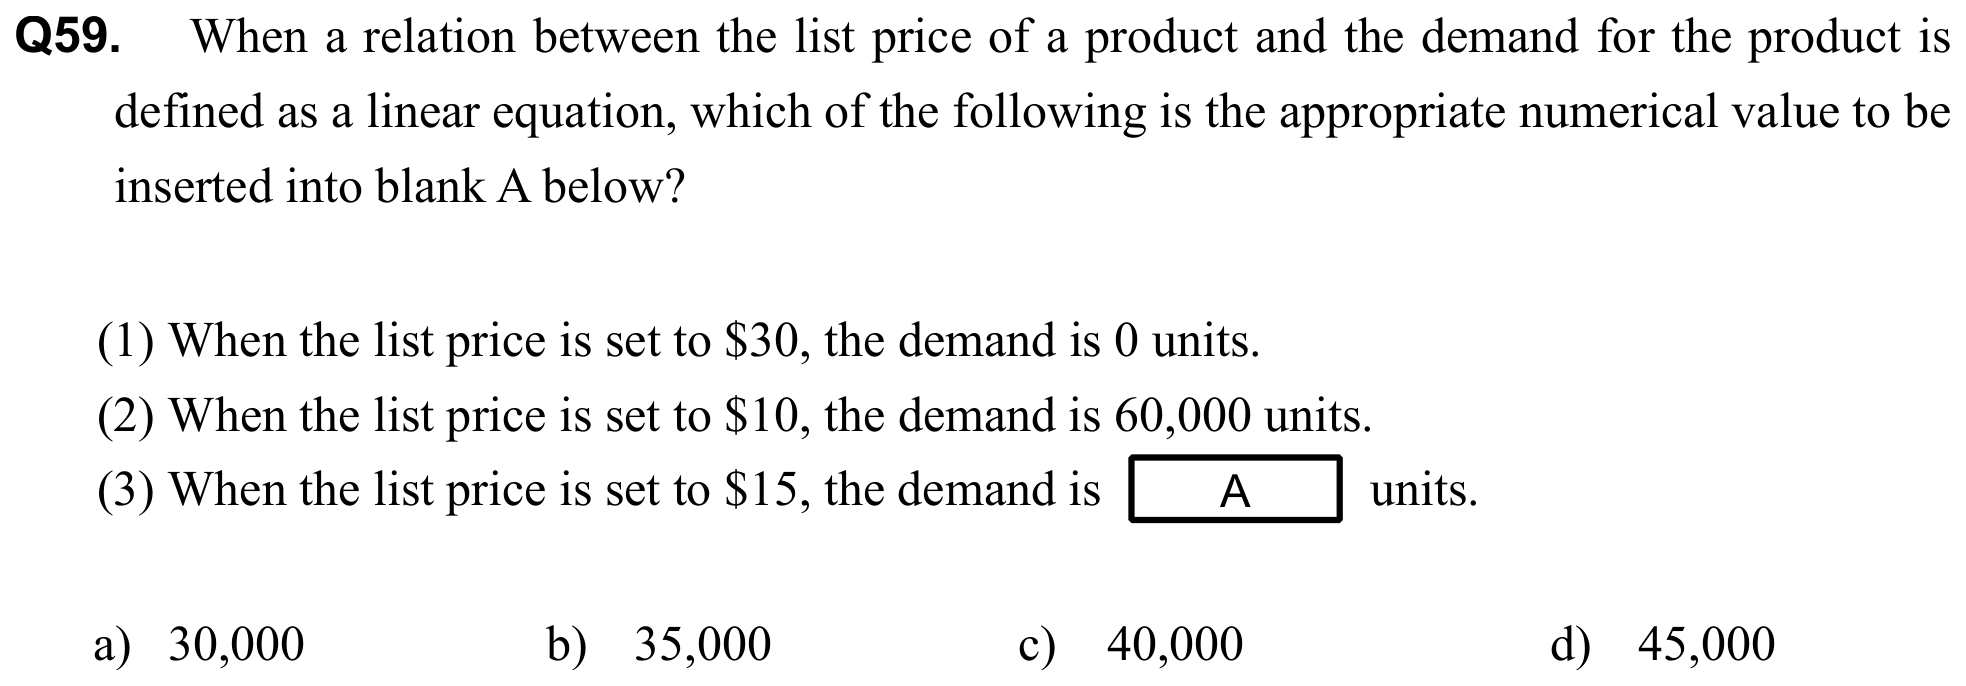 Q59. When a relation between the list price of a product and the demand for the product is
defined as a linear equation, which of the following is the appropriate numerical value to be
inserted into blank A below?
(1) When the list price is set to $30, the demand is 0 units.
(2) When the list price is set to $10, the demand is 60,000 units.
(3) When the list price is set to $15, the demand is A units.
a) 30,000 b) 35,000 c) 40,000 d) 45,000